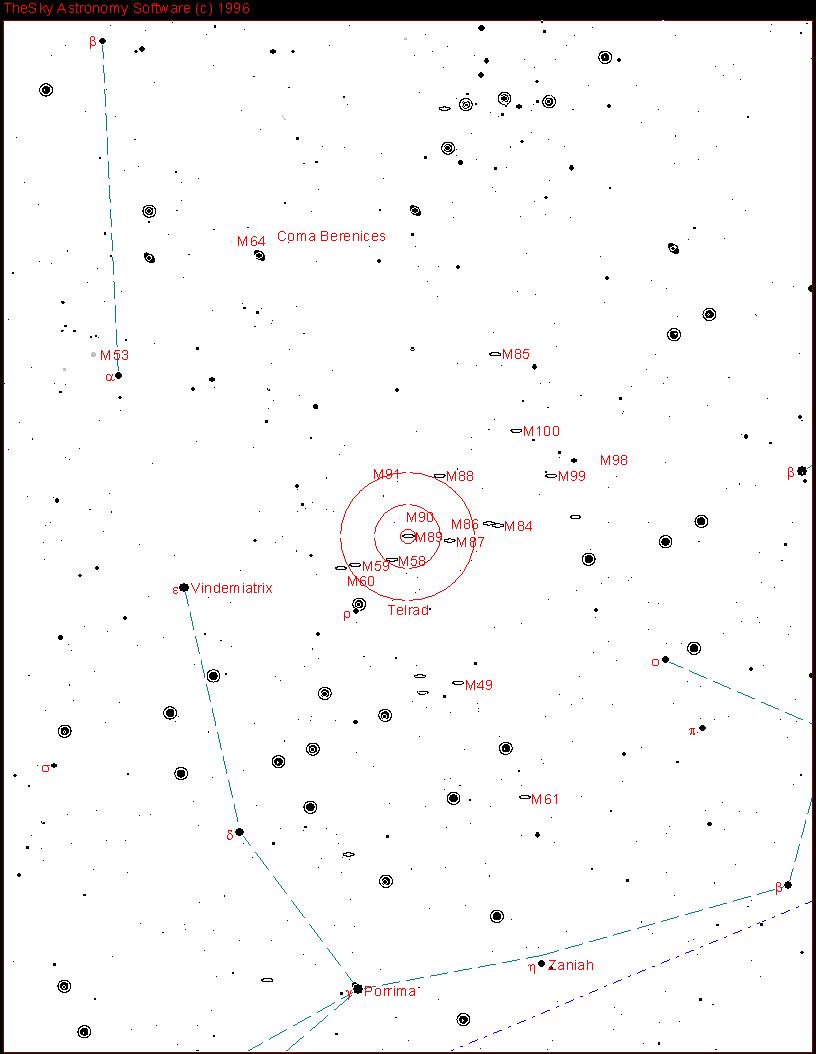 TheSky Astronomy Software (c) 1996
β
M64 Coma Berenices
M53
α
M85
M100
M98
M91 M88 M99
β
M90
M86 M84
M89 M87
M58
M59
M60
ε Vindemiatrix
Telrad
ρ
ο
M49
π
σ
M61
δ
β
η Zaniah
γ Porrima